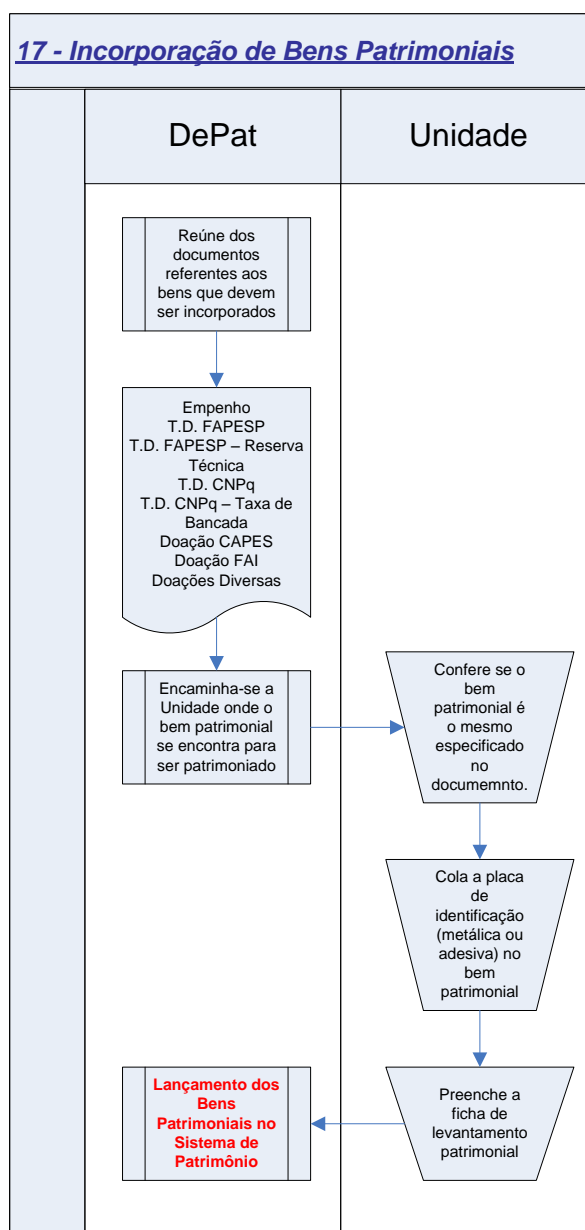 17 - Incorporação de Bens Patrimoniais
DePat
Unidade
Reúne dos
documentos
referentes aos
bens que devem
ser incorporados
Empenho
T.D. FAPESP
T.D. FAPESP – Reserva
Técnica
T.D. CNPq
T.D. CNPq – Taxa de
Bancada
Doação CAPES
Doação FAI
Doações Diversas
Encaminha-se a
Unidade onde o
bem patrimonial
se encontra para
ser patrimoniado
Confere se o
bem
patrimonial é
o mesmo
especificado
no
documemnto.
Cola a placa
de
identificação
(metálica ou
adesiva) no
bem
patrimonial
Preenche a
ficha de
levantamento
patrimonial
Lançamento dos
Bens
Patrimoniais no
Sistema de
Patrimônio